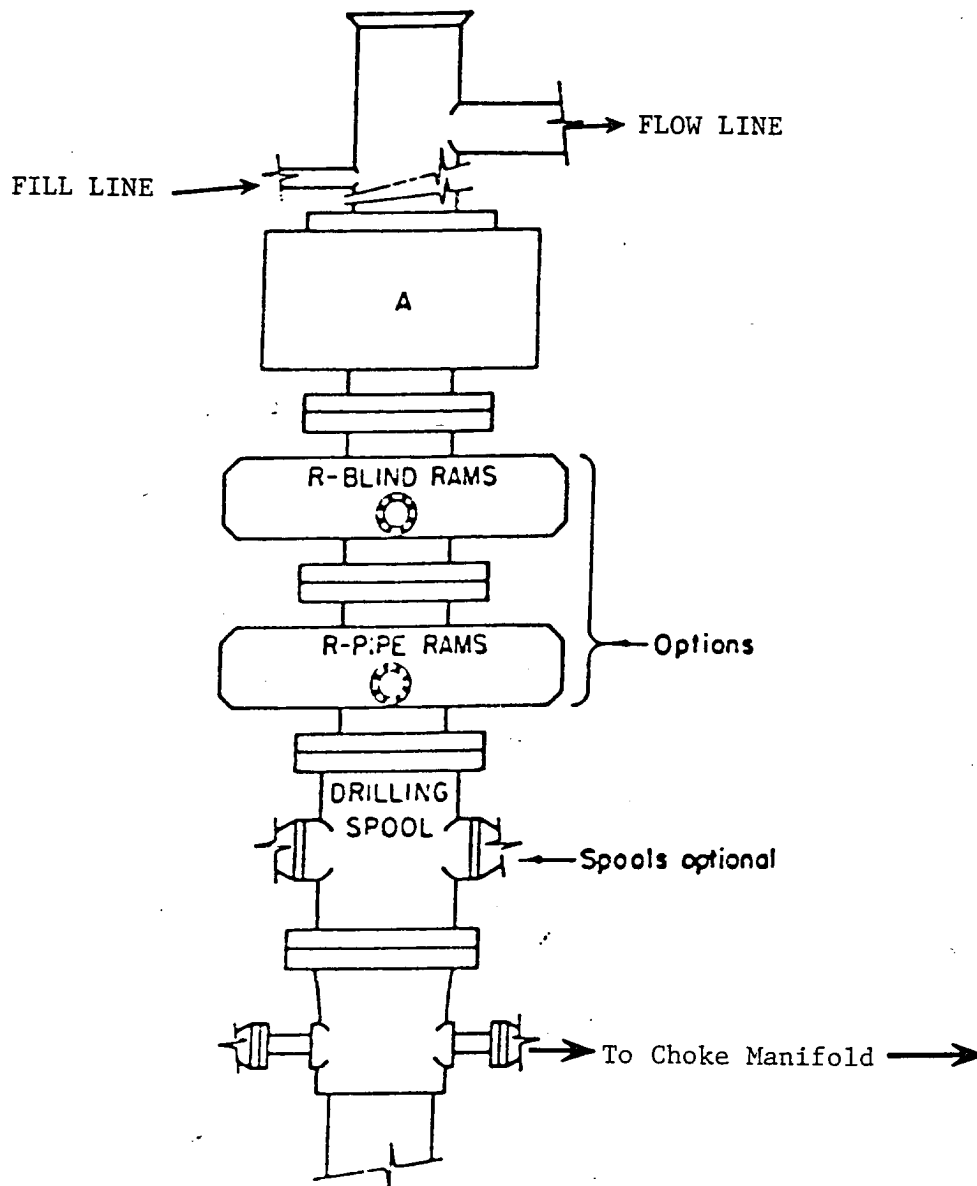 FLOW LINE
FILL LINE
A
R-BLIND RAMS
R-PIPE RAMS
Options
DRILLING
SPOOL
Spools optional
To Choke Manifold